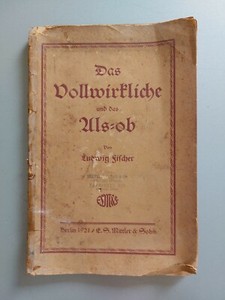 Das
Vollwirkliche
und das
Als=ob
Von
Ludwig Fischer
Berlin 1921 • E. S. Mittler & Sohn